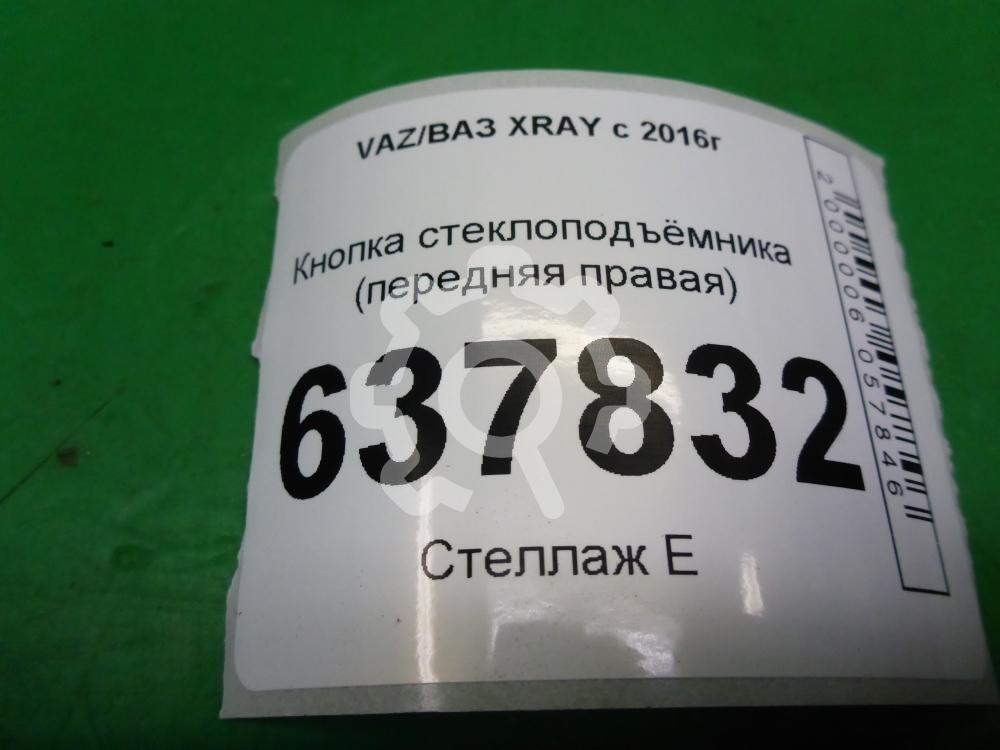 VAZ/ВАЗ XRAY с 2016г
Кнопка стеклоподъёмника
(передняя правая)
637832
Стеллаж Е
2000006057846